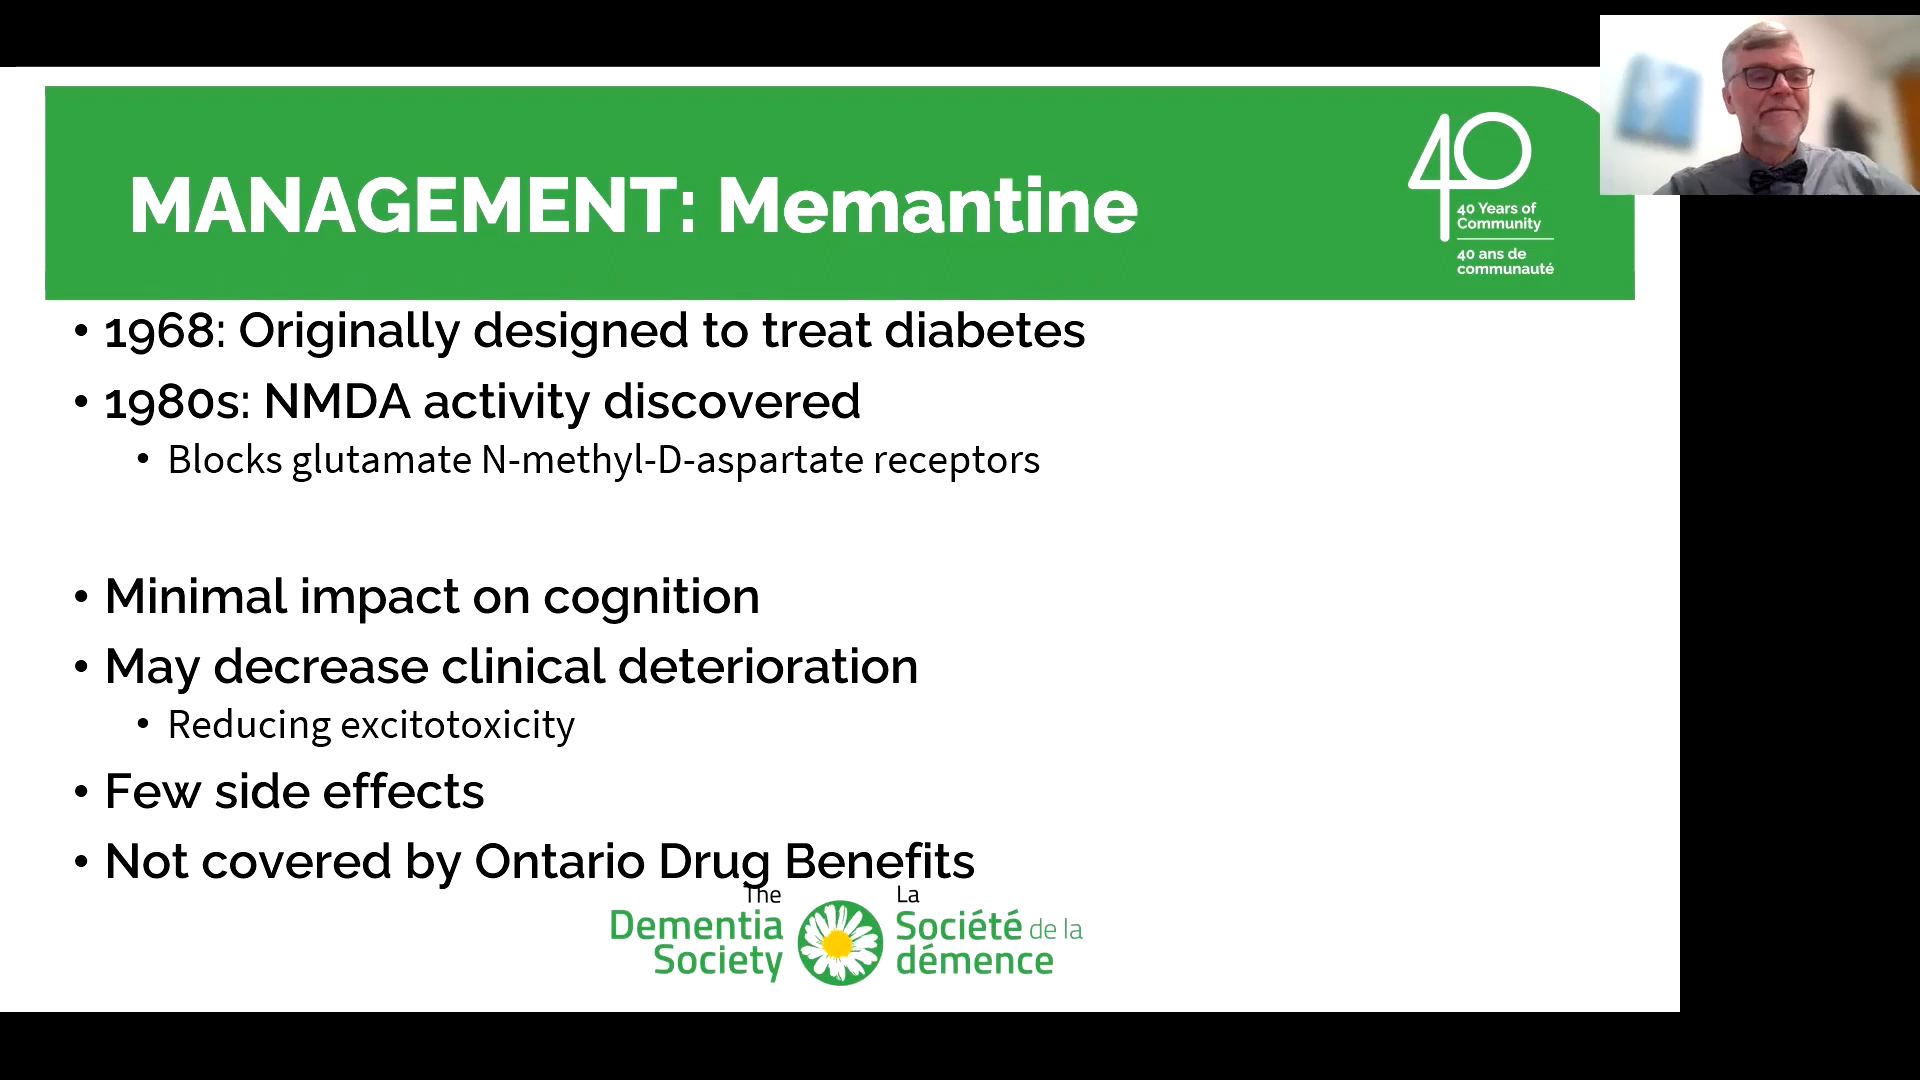 MANAGEMENT: Memantine
40
40 Years of
Community
40 ans de
communauté
• 1968: Originally designed to treat diabetes
• 1980s: NMDA activity discovered
• Blocks glutamate N-methyl-D-aspartate receptors
• Minimal impact on cognition
• May decrease clinical deterioration
• Reducing excitotoxicity
• Few side effects
• Not covered by Ontario Drug Benefits
The
Dementia
Society
La
Société de la
démence